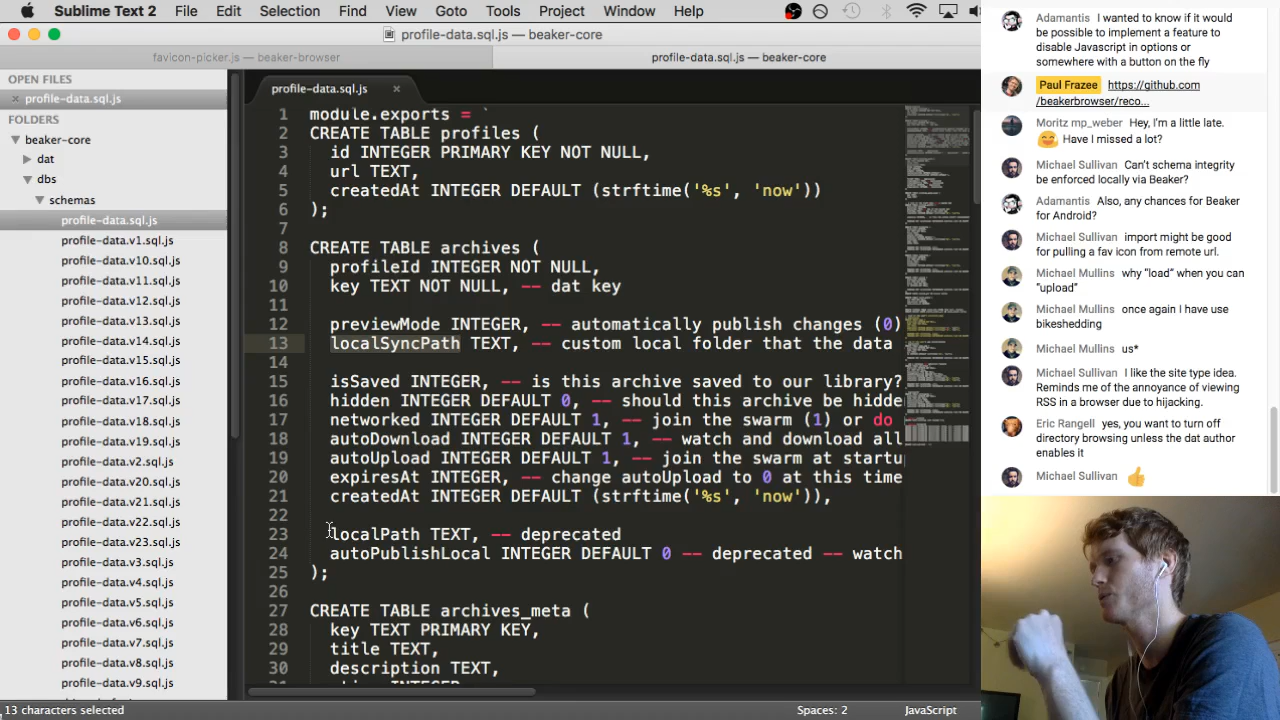 Sublime Text 2 File Edit Selection Find View Goto Tools Project Window Help
profile-data.sql.js — beaker-core
favicon-picker.js — beaker-browser
profile-data.sql.js — beaker-core
OPEN FILES
profile-data.sql.js
FOLDERS
beaker-core
dat
dbs
schemas
profile-data.sql.js
profile-data.v1.sql.js
profile-data.v10.sql.js
profile-data.v11.sql.js
profile-data.v12.sql.js
profile-data.v13.sql.js
profile-data.v14.sql.js
profile-data.v15.sql.js
profile-data.v16.sql.js
profile-data.v17.sql.js
profile-data.v18.sql.js
profile-data.v19.sql.js
profile-data.v2.sql.js
profile-data.v20.sql.js
profile-data.v21.sql.js
profile-data.v22.sql.js
profile-data.v23.sql.js
profile-data.v3.sql.js
profile-data.v4.sql.js
profile-data.v5.sql.js
profile-data.v6.sql.js
profile-data.v7.sql.js
profile-data.v8.sql.js
profile-data.v9.sql.js
profile-data.sql.js
1 module.exports = `
2 CREATE TABLE profiles (
3 id INTEGER PRIMARY KEY NOT NULL,
4 url TEXT,
5 createdAt INTEGER DEFAULT (strftime('%s', 'now'))
6 );
7
8 CREATE TABLE archives (
9 profileId INTEGER NOT NULL,
10 key TEXT NOT NULL, -- dat key
11
12 previewMode INTEGER, -- automatically publish changes (0)
13 localSyncPath TEXT, -- custom local folder that the data
14
15 isSaved INTEGER, -- is this archive saved to our library?
16 hidden INTEGER DEFAULT 0, -- should this archive be hidde
17 networked INTEGER DEFAULT 1, -- join the swarm (1) or do
18 autoDownload INTEGER DEFAULT 1, -- watch and download all
19 autoUpload INTEGER DEFAULT 1, -- join the swarm at startu
20 expiresAt INTEGER, -- change autoUpload to 0 at this time
21 createdAt INTEGER DEFAULT (strftime('%s', 'now')),
22
23 localPath TEXT, -- deprecated
24 autoPublishLocal INTEGER DEFAULT 0 -- deprecated -- watch
25 );
26
27 CREATE TABLE archives_meta (
28 key TEXT PRIMARY KEY,
29 title TEXT,
30 description TEXT,
13 characters selected
Spaces: 2
JavaScript
Adamantis I wanted to know if it would
be possible to implement a feature to
disable Javascript in options or
somewhere with a button on the fly
Paul Frazee https://github.com
/beakerbrowser/reco...
Moritz mp_weber Hey, I'm a little late.
Have I missed a lot?
Michael Sullivan Can't schema integrity
be enforced locally via Beaker?
Adamantis Also, any chances for Beaker
for Android?
Michael Sullivan import might be good
for pulling a fav icon from remote url.
Michael Mullins why "load" when you can
"upload"
Michael Mullins once again I have use
bikeshedding
Michael Mullins us*
Michael Sullivan I like the site type idea.
Reminds me of the annoyance of viewing
RSS in a browser due to hijacking.
Eric Rangell yes, you want to turn off
directory browsing unless the dat author
enables it
Michael Sullivan